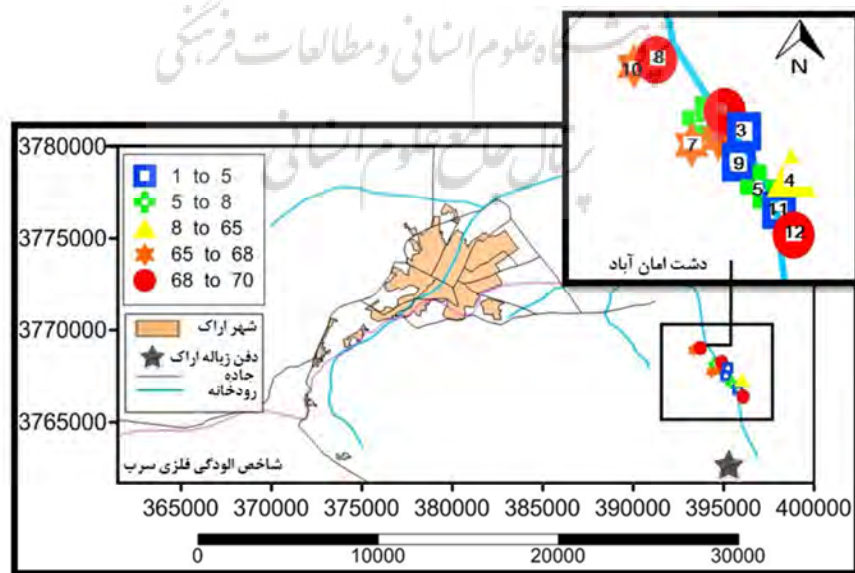 پژوهشگاه علوم انسانی و مطالعات فرهنگی
پرتال جامع علوم انسانی
10
8
3
7
9
4
5
11
12
N
دشت امان آباد
3780000
3775000
3770000
3765000
1 to 5
5 to 8
8 to 65
65 to 68
68 to 70
شهر اراک
دفن زباله اراک
جاده
رودخانه
شاخص الودگی فلزی سرب
365000 370000 375000 380000 385000 390000 395000 400000
0 10000 20000 30000